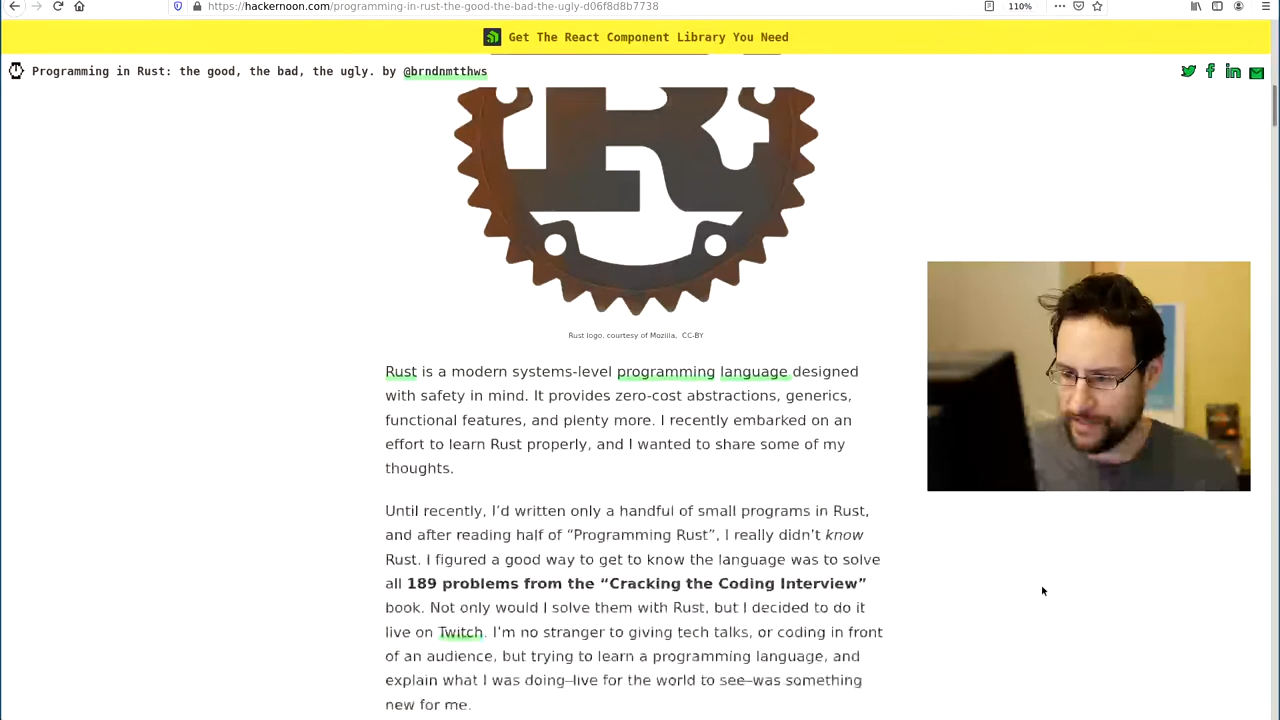 https://hackernoon.com/programming-in-rust-the-good-the-bad-the-ugly-d06f8d8b7738
110%
Get The React Component Library You Need
Programming in Rust: the good, the bad, the ugly. by @brndnmtthws
R
Rust logo, courtesy of Mozilla, CC-BY
Rust is a modern systems-level programming language designed
with safety in mind. It provides zero-cost abstractions, generics,
functional features, and plenty more. I recently embarked on an
effort to learn Rust properly, and I wanted to share some of my
thoughts.
Until recently, I’d written only a handful of small programs in Rust,
and after reading half of “Programming Rust”, I really didn’t know
Rust. I figured a good way to get to know the language was to solve
all 189 problems from the “Cracking the Coding Interview”
book. Not only would I solve them with Rust, but I decided to do it
live on Twitch. I'm no stranger to giving tech talks, or coding in front
of an audience, but trying to learn a programming language, and
explain what I was doing—live for the world to see—was something
new for me.